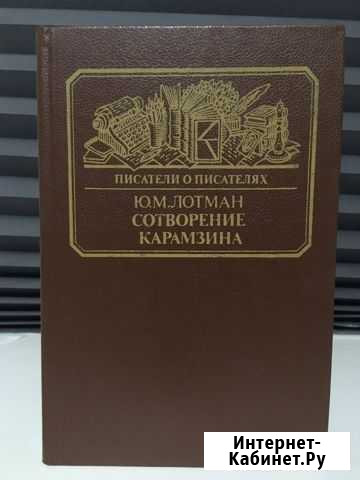 ПИСАТЕЛИ О ПИСАТЕЛЯХ
Ю.М.ЛОТМАН
СОТВОРЕНИЕ
КАРАМЗИНА
Интернет-
Кабинет.Ру